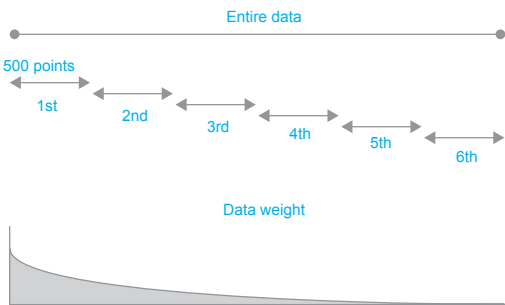 Entire data
500 points
1st
2nd
3rd
4th
5th
6th
Data weight